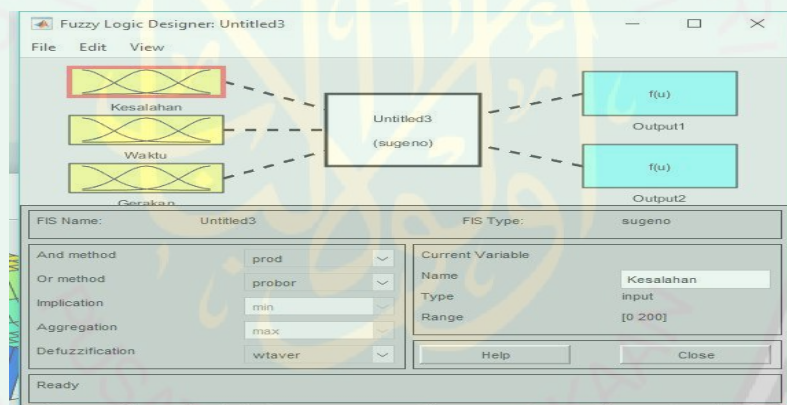 Fuzzy Logic Designer: Untitled3
File Edit View
Kesalahan
Waktu
Gerakan
Untitled3
(sugeno)
f(u)
Output1
f(u)
Output2
FIS Name: Untitled3 FIS Type: sugeno
And method prod
Or method probor
Implication min
Aggregation max
Defuzzification wtaver
Current Variable
Name Kesalahan
Type input
Range [0 200]
Help Close
Ready